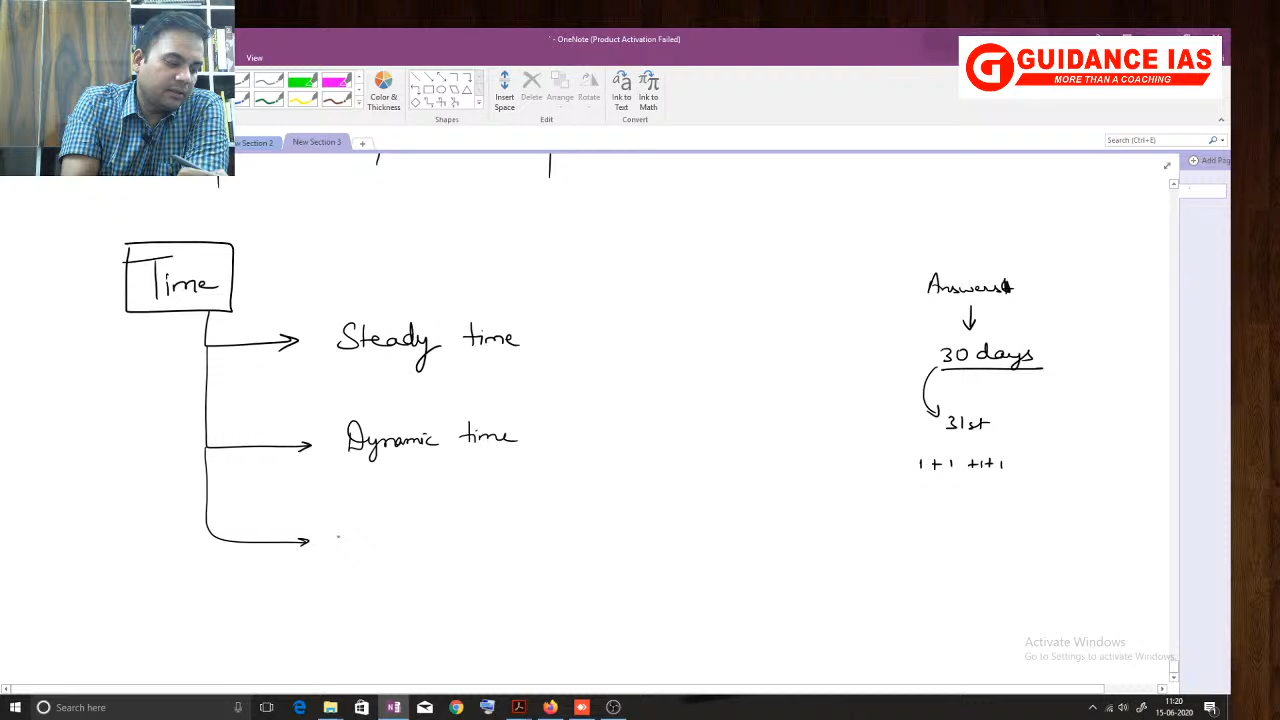 ' - OneNote (Product Activation Failed)
GUIDANCE IAS
MORE THAN A COACHING
View
Color &
Thickness
Insert
Space
Delete
Arrange
Rotate
Ink to
Text
Ink to
Math
Shapes
Edit
Convert
New Section 3
Search (Ctrl+E)
Add Pag
Time
Steady time
Dynamic time
Answers
30 days
31st
1 + 1 + 1 + 1
Activate Windows
Go to Settings to activate Windows.
Search here
11:20
15-06-2020